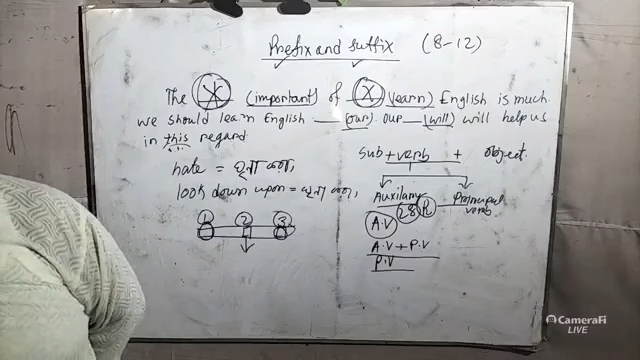 Prefix and suffix (8-12)
The X (important) of X (learn) English is much.
we should learn English ___ (our). Our ___ (will) will help us
in this regard.
hate = ঘৃণা করা,
look down upon = ঘৃণা করা,
1 2 3
Sub + verb + Object.
Auxiliary Principal verb
28
A.V
A.V + P.V
P.V
CameraFi
LIVE